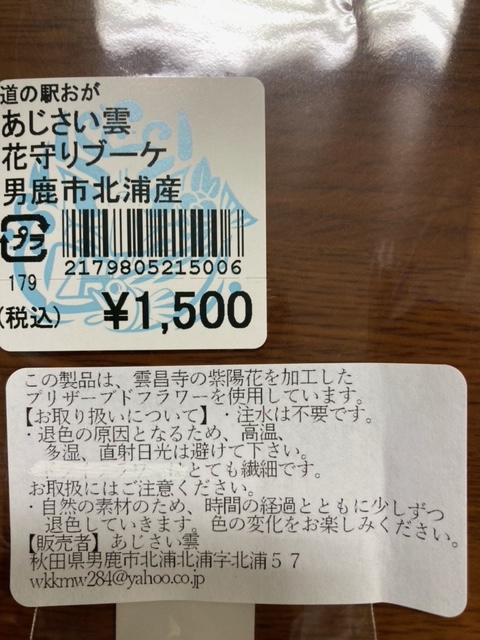 道の駅おが
あじさい雲
花守りブーケ
男鹿市北浦産
プラ
2179805215006
179
(税込) ¥1,500
この製品は、雲昌寺の紫陽花を加工した
プリザーブドフラワーを使用しています。
【お取り扱いについて】・注水は不要です。
・退色の原因となるため、高温、
多湿、直射日光は避けて下さい。
とても繊細です。
お取扱にはご注意ください。
・自然の素材のため、時間の経過とともに少しずつ
退色していきます。色の変化をお楽しみください。
【販売者】あじさい雲
秋田県男鹿市北浦北浦字北浦57
wkkmw284@yahoo.co.jp